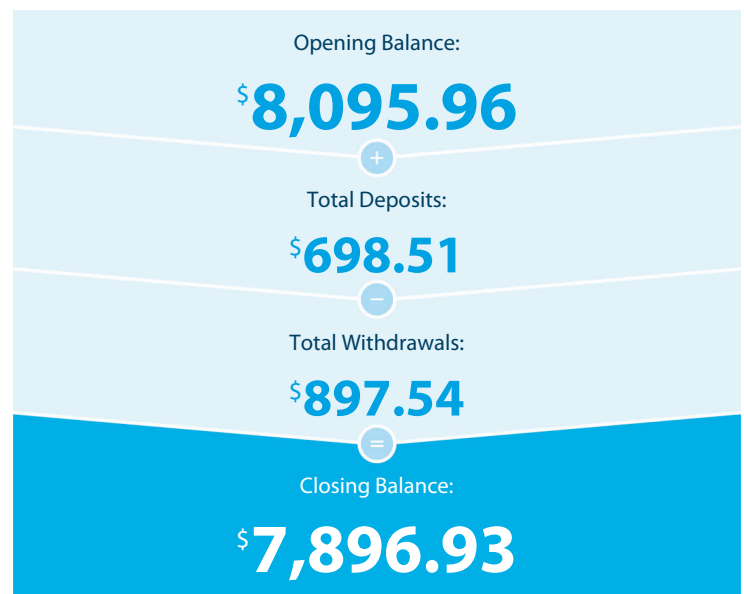 Opening Balance:
$8,095.96
+
Total Deposits:
$698.51
−
Total Withdrawals:
$897.54
=
Closing Balance:
$7,896.93